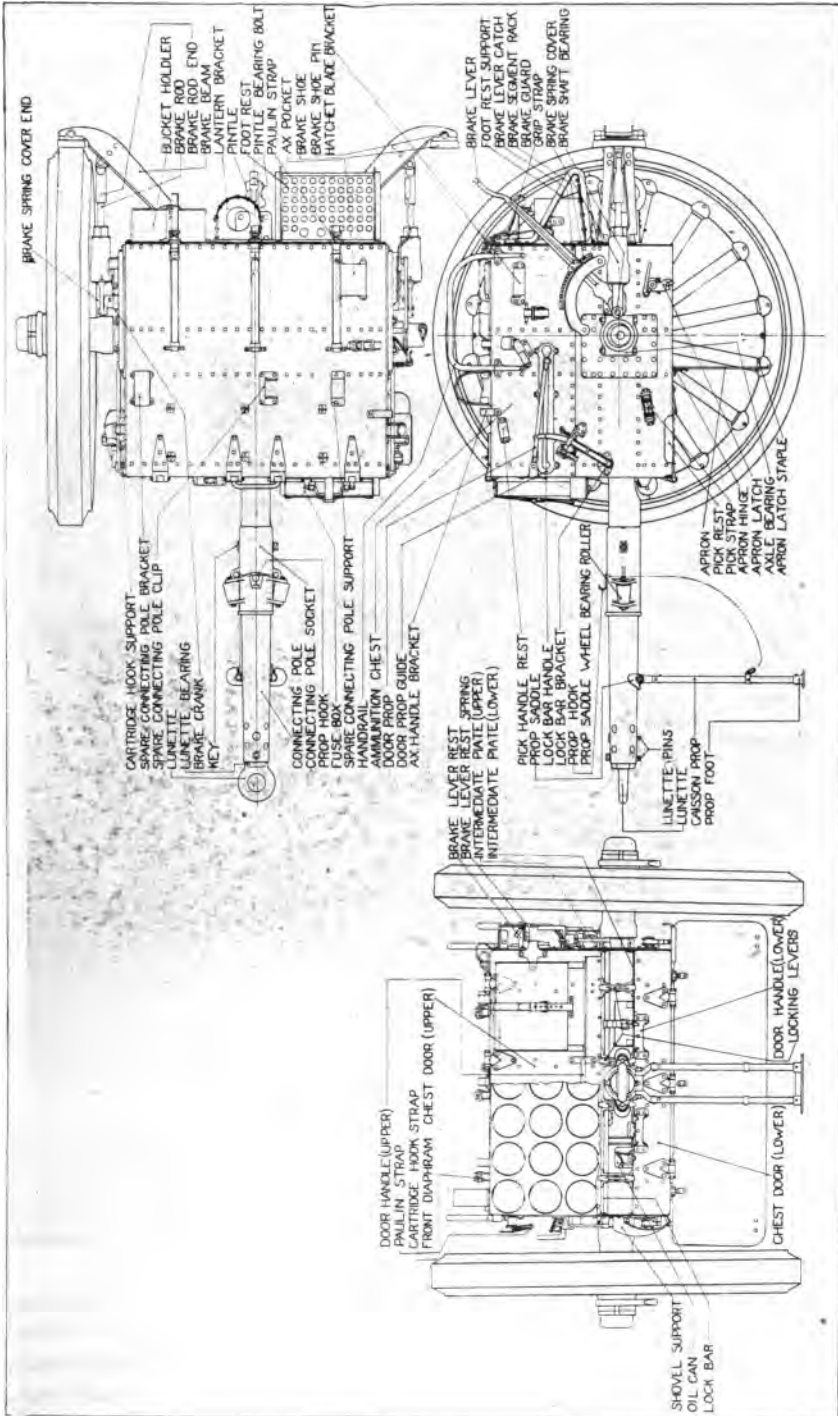 BRAKE SPRING COVER END
BUCKET HOLDLER
BRAKE ROD
BRAKE ROD END
BRAKE BEAM
LANTERN BRACKET
PINTLE
FOOT REST
PINTLE BEARING BOLT
PAULIN STRAP
AX POCKET
BRAKE SHOE
BRAKE SHOE PIN
HATCHET BLADE BRACKET
BRAKE LEVER
FOOT REST SUPPORT
BRAKE LEVER CATCH
BRAKE SEGMENT RACK
BRAKE GUARD
GRIP STRAP
BRAKE SPRING COVER
BRAKE SHAFT BEARING
CARTRIDGE HOOK SUPPORT
SPARE CONNECTING POLE BRACKET
SPARE CONNECTING POLE CLIP
LUNETTE
LUNETTE BEARING
BRAKE CRANK
KEY
CONNECTING POLE
CONNECTING POLE SOCKET
PROP HOOK
FUSE BOX
SPARE CONNECTING POLE SUPPORT
HANDRAIL
AMMUNITION CHEST
DOOR PROP
DOOR PROP GUIDE
AX HANDLE BRACKET
PICK HANDLE REST
PROP SADDLE
LOCK BAR HANDLE
LOCK BAR BRACKET
PROP HOOK
PROP SADDLE WHEEL BEARING ROLLER
APRON
PICK REST
PICK STRAP
APRON HINGE
APRON LATCH
AXLE BEARING
APRON LATCH STAPLE
LUNETTE PINS
LUNETTE
CAISSON PROP
PROP FOOT
BRAKE LEVER REST
BRAKE LEVER REST SPRING
INTERMEDIATE PLATE (UPPER)
INTERMEDIATE PLATE (LOWER)
DOOR HANDLE (UPPER)
PAULIN STRAP
CARTRIDGE HOOK STRAP
FRONT DIAPHRAM CHEST DOOR (UPPER)
DOOR HANDLE (LOWER)
LOCKING LEVERS
CHEST DOOR (LOWER)
SHOVEL SUPPORT
OIL CAN
LOCK BAR